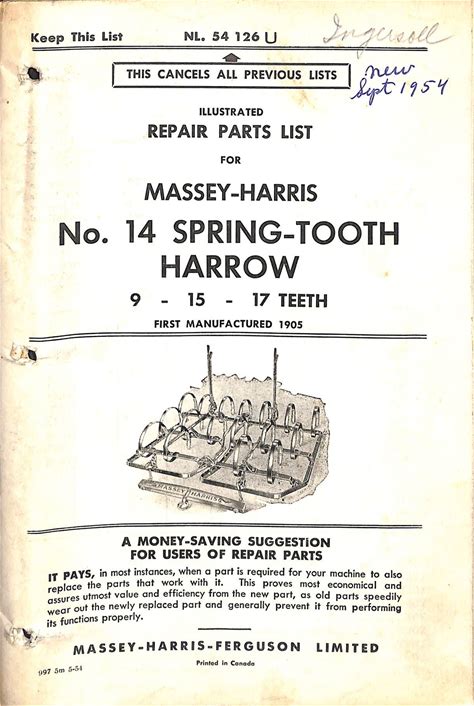 Keep This List NL. 54 126 U Ingersoll
THIS CANCELS ALL PREVIOUS LISTS
new
Sept 1954
ILLUSTRATED
REPAIR PARTS LIST
FOR
MASSEY-HARRIS
No. 14 SPRING-TOOTH
HARROW
9 - 15 - 17 TEETH
FIRST MANUFACTURED 1905
MASSEY HARRIS
A MONEY-SAVING SUGGESTION
FOR USERS OF REPAIR PARTS
IT PAYS, in most instances, when a part is required for your machine to also
replace the parts that work with it. This proves most economical and
assures utmost value and efficiency from the new part, as old parts speedily
wear out the newly replaced part and generally prevent it from performing
its functions properly.
MASSEY-HARRIS-FERGUSON LIMITED
Printed in Canada
997 5m 5-54